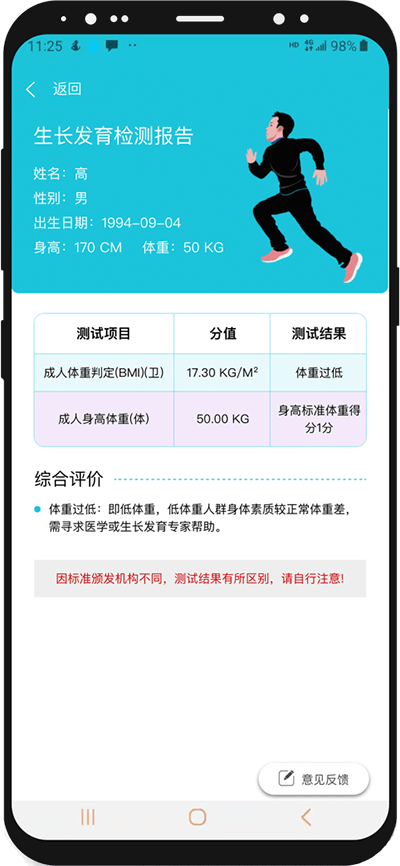 11:25 HD 4G 98%
返回
生长发育检测报告
姓名：高
性别：男
出生日期：1994-09-04
身高：170 CM 体重：50 KG
测试项目 分值 测试结果
成人体重判定(BMI)(卫) 17.30 KG/M² 体重过低
成人身高体重(体) 50.00 KG 身高标准体重得
分1分
综合评价
体重过低：即低体重，低体重人群身体素质较正常体重差，
需寻求医学或生长发育专家帮助。
因标准颁发机构不同，测试结果有所区别，请自行注意!
意见反馈